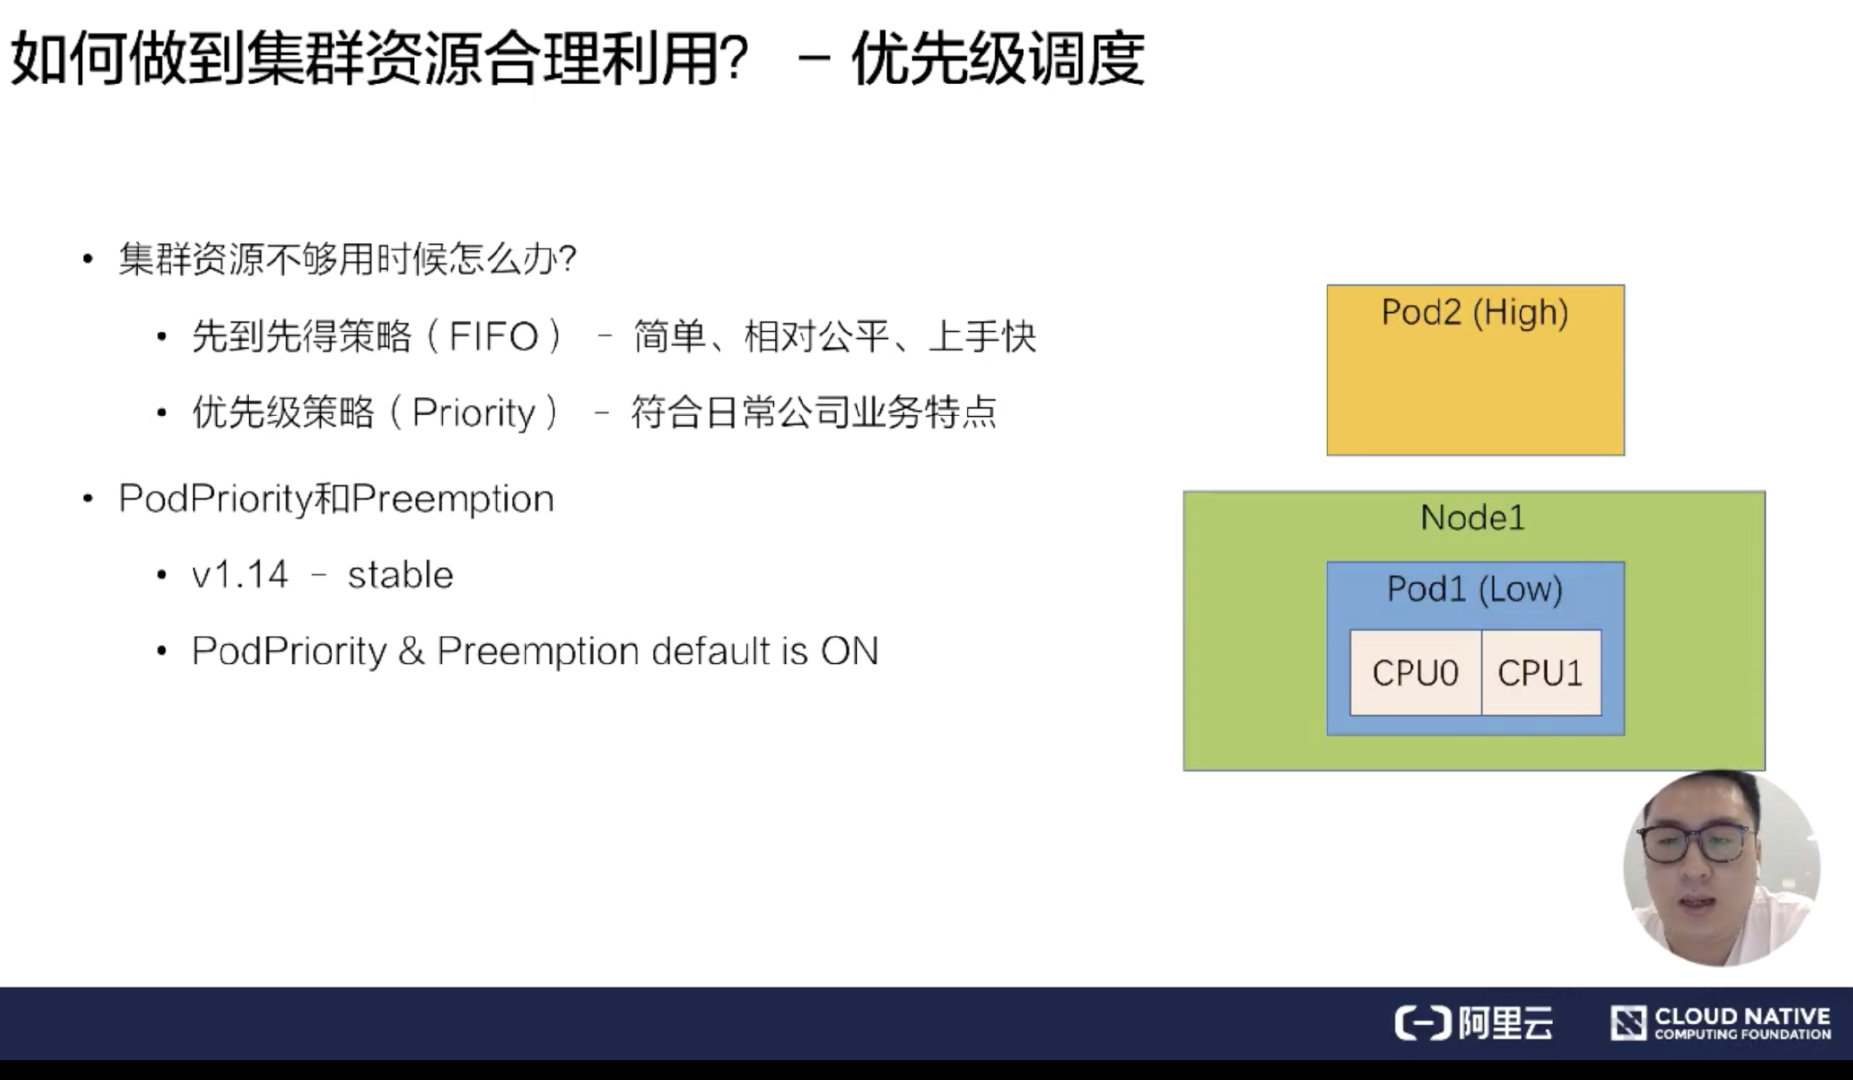 如何做到集群资源合理利用? – 优先级调度
• 集群资源不够用时候怎么办?
• 先到先得策略（FIFO） – 简单、相对公平、上手快
• 优先级策略（Priority） – 符合日常公司业务特点
• PodPriority和Preemption
• v1.14 – stable
• PodPriority & Preemption default is ON
Pod2 (High)
Node1
Pod1 (Low)
CPU0 CPU1
阿里云
CLOUD NATIVE
COMPUTING FOUNDATION